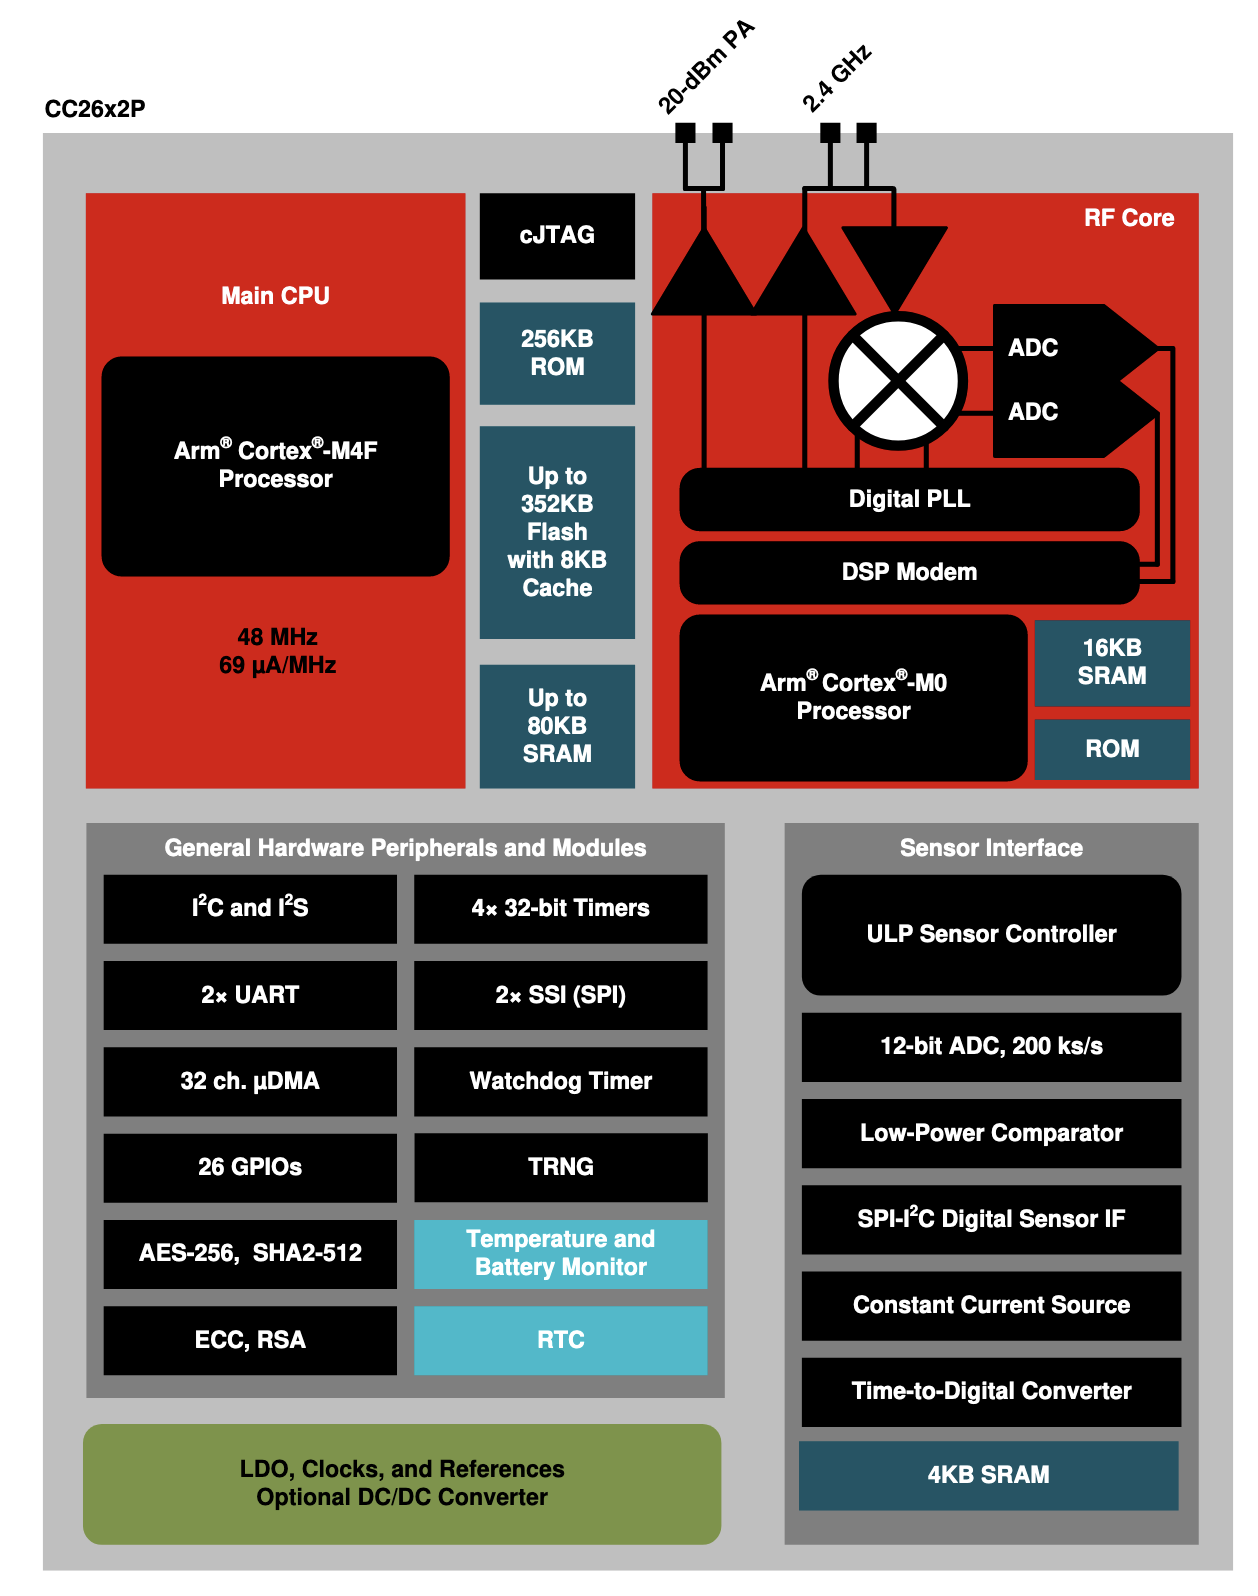 20-dBm PA
2.4 GHz
CC26x2P
Main CPU
Arm® Cortex®-M4F
Processor
48 MHz
69 µA/MHz
cJTAG
256KB
ROM
Up to
352KB
Flash
with 8KB
Cache
Up to
80KB
SRAM
RF Core
ADC
ADC
Digital PLL
DSP Modem
Arm® Cortex®-M0
Processor
16KB
SRAM
ROM
General Hardware Peripherals and Modules
I²C and I²S
4× 32-bit Timers
2× UART
2× SSI (SPI)
32 ch. µDMA
Watchdog Timer
26 GPIOs
TRNG
AES-256, SHA2-512
Temperature and
Battery Monitor
ECC, RSA
RTC
LDO, Clocks, and References
Optional DC/DC Converter
Sensor Interface
ULP Sensor Controller
12-bit ADC, 200 ks/s
Low-Power Comparator
SPI-I²C Digital Sensor IF
Constant Current Source
Time-to-Digital Converter
4KB SRAM